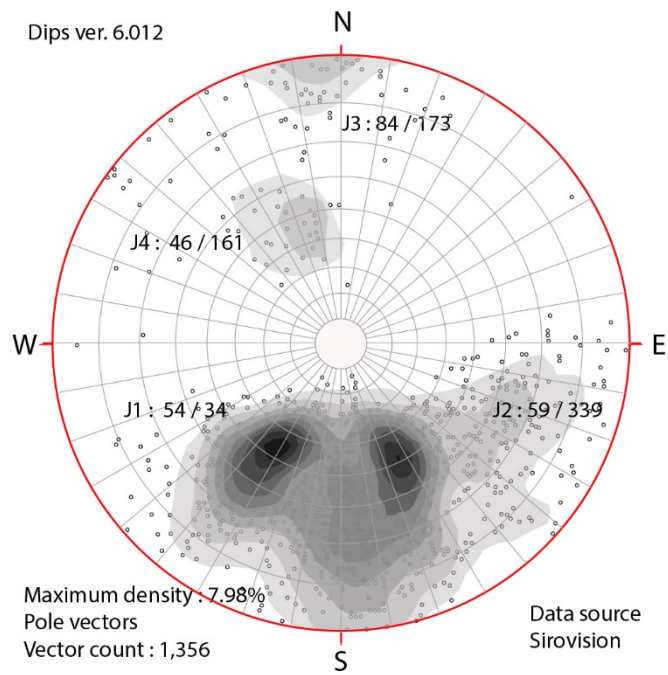 Dips ver. 6.012
N
J3 : 84 / 173
J4 : 46 / 161
W
E
J1 : 54 / 34
J2 : 59 / 339
Maximum density : 7.98%
Pole vectors
Vector count : 1,356
Data source
Sirovision
S